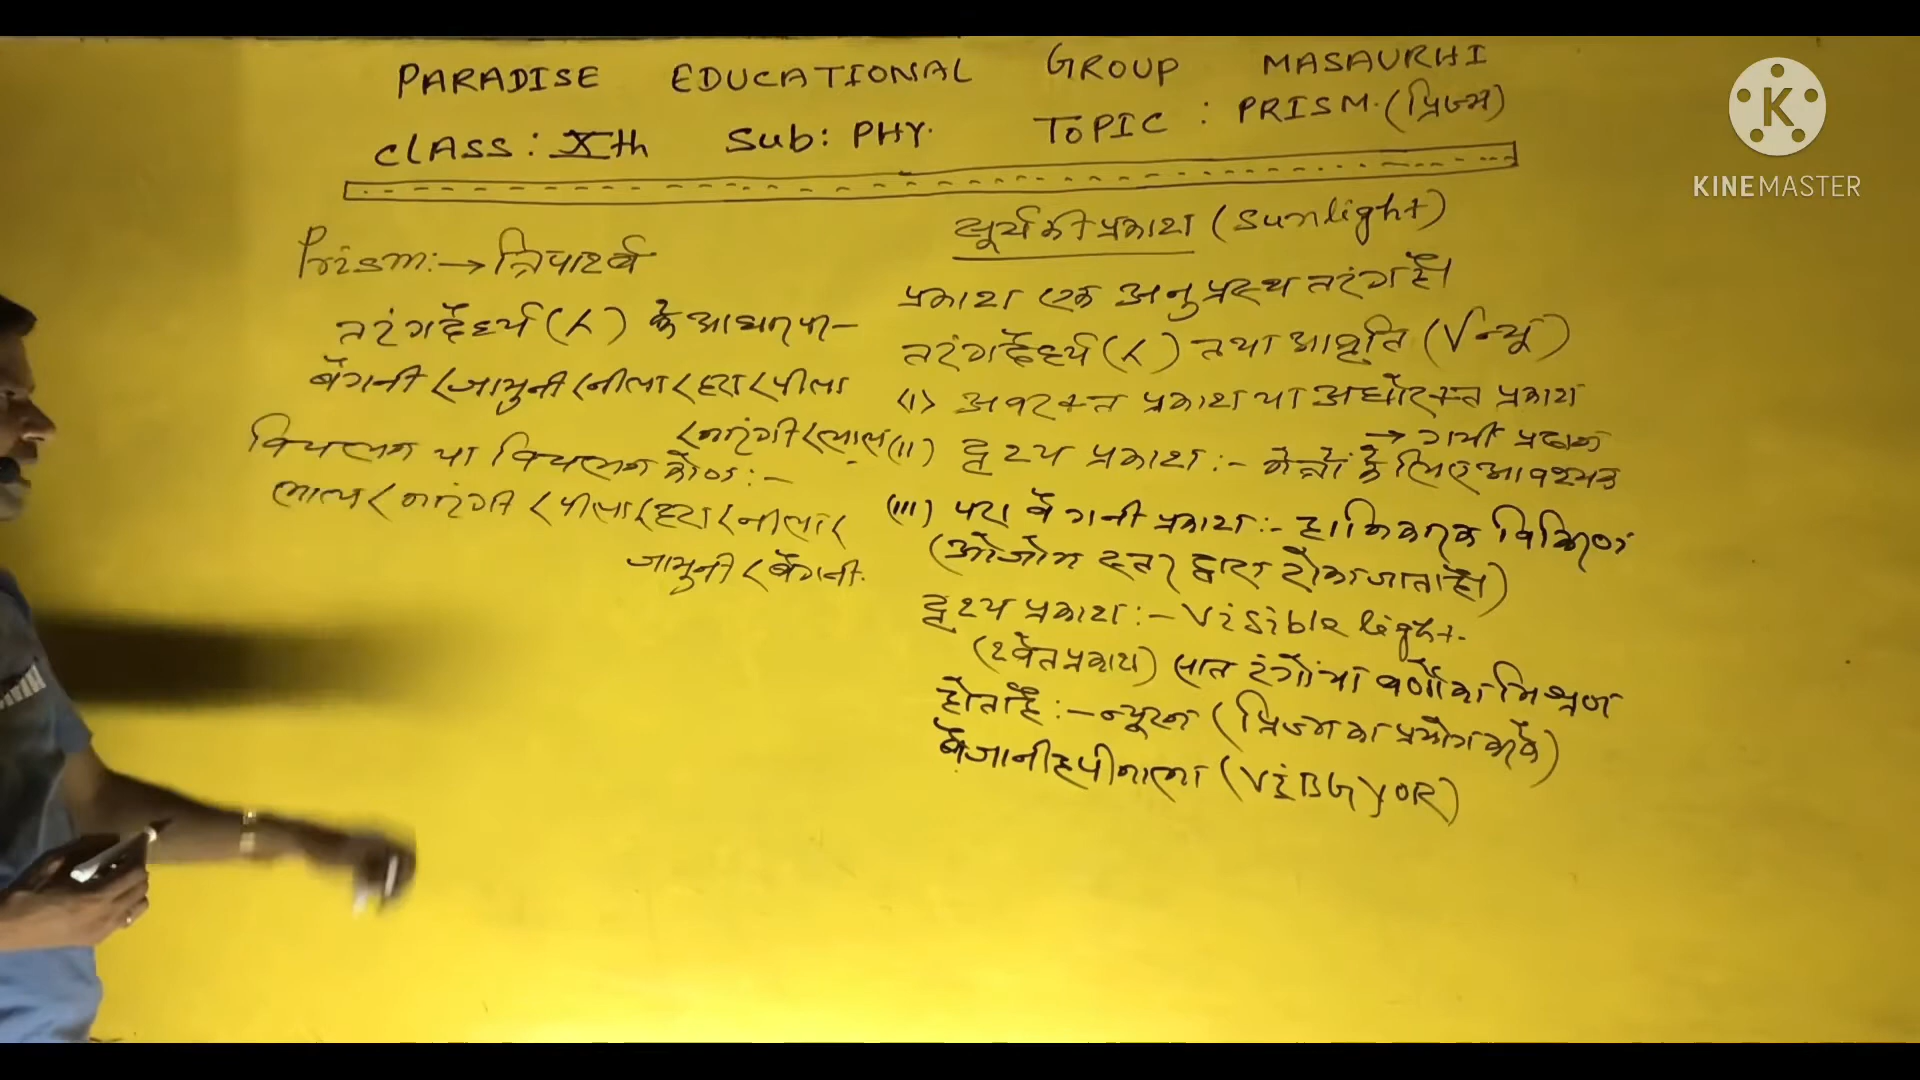 PARADISE EDUCATIONAL GROUP MASAURHI
CLASS: Xth Sub: PHY. TOPIC : PRISM. (प्रिज्म)
KINEMASTER
Prism:→ त्रिपार्श्व
तरंगदैर्ध्य (λ) के आधार पर-
बैंगनी < जामुनी < नीला < हरा < पीला
< नारंगी < लाल
विचलन या विचलन कोण :-
लाल < नारंगी < पीला < हरा < नीला <
जामुनी < बैंगनी.
सूर्य की प्रकाश (Sunlight)
प्रकाश एक अनुप्रस्थ तरंग है।
तरंगदैर्ध्य (λ) तथा आवृति (√ न्यू)
(i) अवरक्त प्रकाश या अधोरक्त प्रकाश
→ गर्मी प्रदान
(ii) दृश्य प्रकाश :- नेत्रों के लिए आवश्यक
(iii) परा बैंगनी प्रकाश :- हानिकारक विकिरण
(ओजोन स्तर द्वारा रोका जाता है।)
दृश्य प्रकाश :- Visible light.
(श्वेत प्रकाश) सात रंगों या वर्णों का मिश्रण
होता है :- न्यूटन (प्रिज्म का प्रयोग करके)
बैजानीहपीनाला (VIBGYOR)